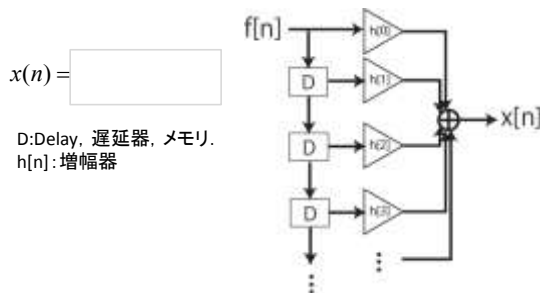 x(n) =
D:Delay, 遅延器, メモリ.
h[n]:増幅器
f[n]
h[0]
D
h[1]
D
h[2]
D
h[3]
x[n]
⋮
⋮